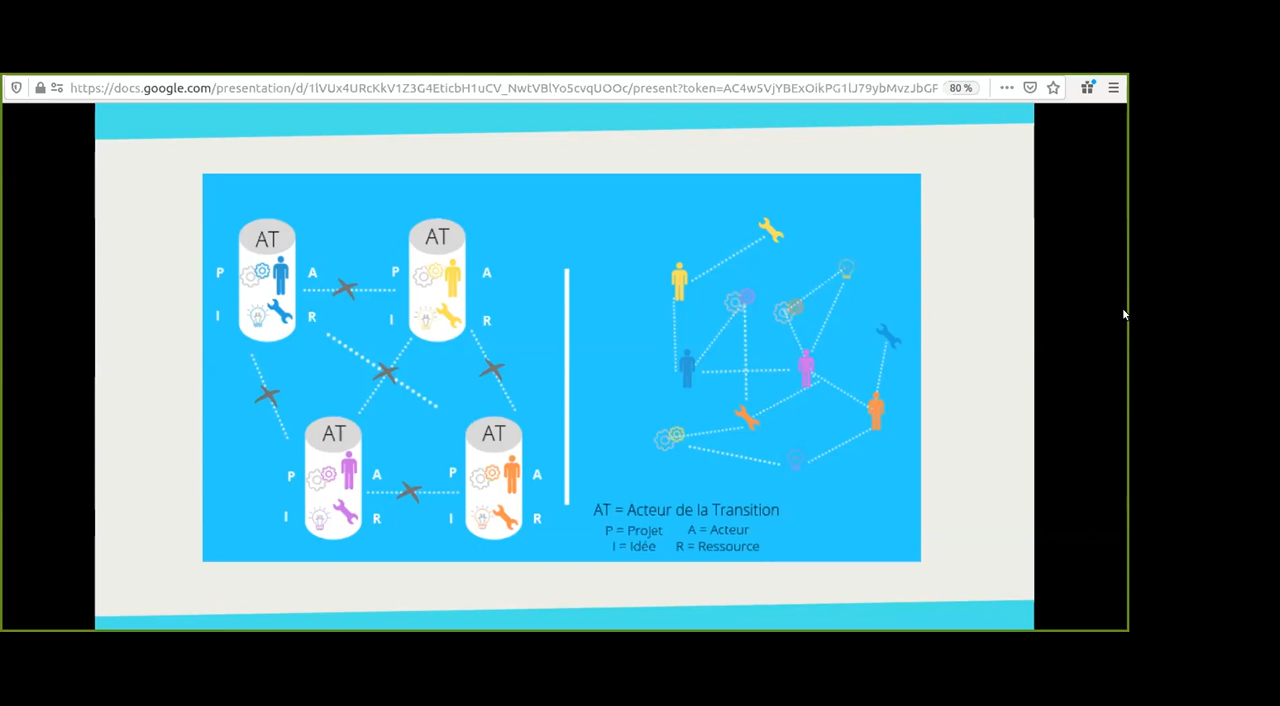 https://docs.google.com/presentation/d/1lVUx4URcKkV1ZSG4EticbH1uCV_NwtVBlYo5cvqUOOc/present?token=AC4w5VjYBExOikPG1lJ79ybMvzJbGF 80 %
AT AT
P A P A
I R I R
AT AT
P A P A
I R I R
AT = Acteur de la Transition
P = Projet A = Acteur
I = Idée R = Ressource